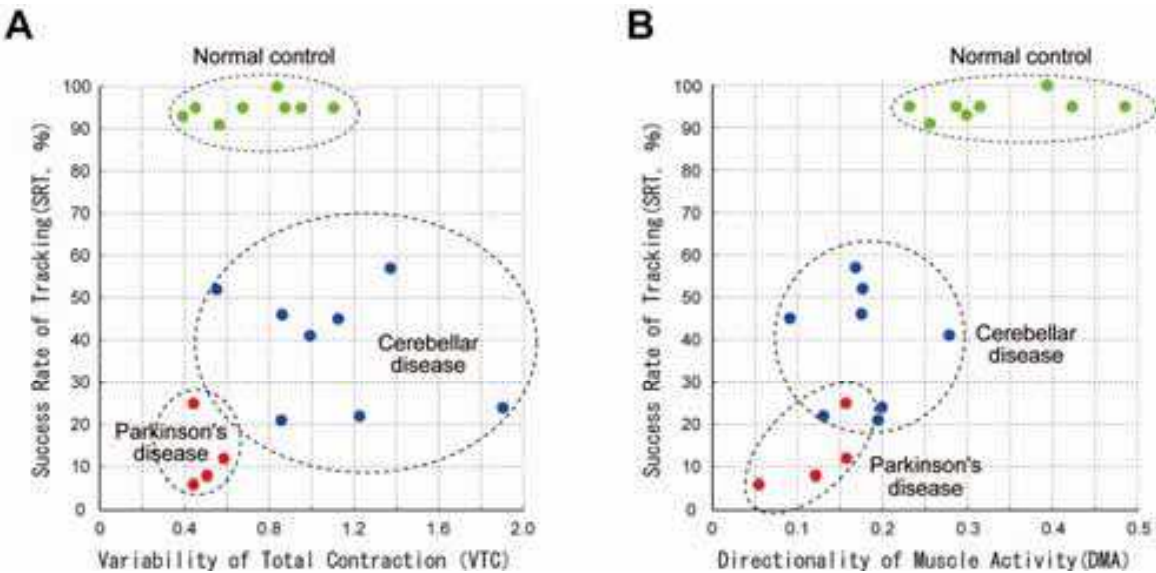 A
Normal control
100
90
80
70
60
50
40
30
20
10
0
Success Rate of Tracking(SRT, %)
Cerebellar
disease
Parkinson's
disease
0
0.4
0.8
1.2
1.6
2.0
Variability of Total Contraction (VTC)
B
Normal control
100
90
80
70
60
50
40
30
20
10
0
Success Rate of Tracking(SRT, %)
Cerebellar
disease
Parkinson's
disease
0
0.1
0.2
0.3
0.4
0.5
Directionality of Muscle Activity(DMA)